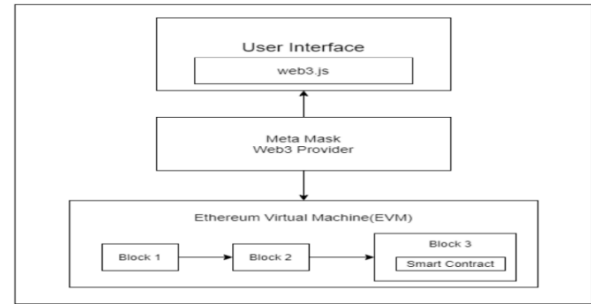 User Interface
web3.js
Meta Mask
Web3 Provider
Ethereum Virtual Machine(EVM)
Block 1
Block 2
Block 3
Smart Contract